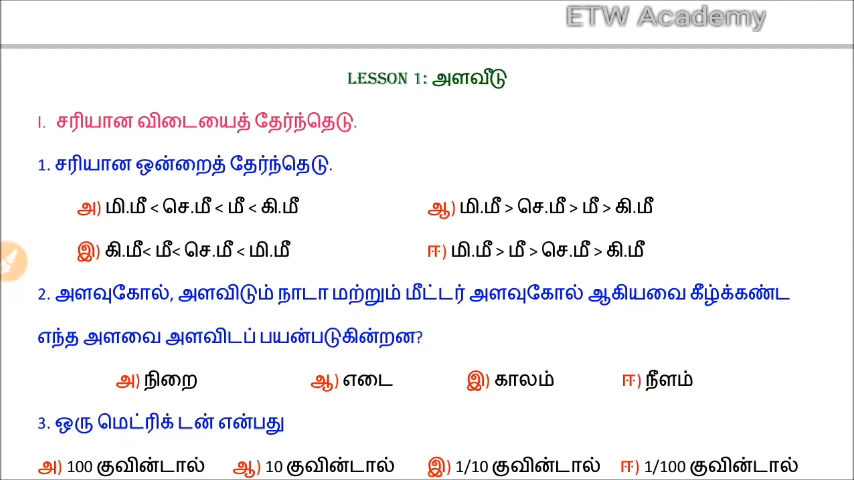 ETW Academy
LESSON 1: அளவீடு
I. சரியான விடையைத் தேர்ந்தெடு.
1. சரியான ஒன்றைத் தேர்ந்தெடு.
அ) மி.மீ < செ.மீ < மீ < கி.மீ ஆ) மி.மீ > செ.மீ > மீ > கி.மீ
இ) கி.மீ< மீ< செ.மீ < மி.மீ ஈ) மி.மீ > மீ > செ.மீ > கி.மீ
2. அளவுகோல், அளவிடும் நாடா மற்றும் மீட்டர் அளவுகோல் ஆகியவை கீழ்க்கண்ட
எந்த அளவை அளவிடப் பயன்படுகின்றன?
அ) நிறை ஆ) எடை இ) காலம் ஈ) நீளம்
3. ஒரு மெட்ரிக் டன் என்பது
அ) 100 குவின்டால் ஆ) 10 குவின்டால் இ) 1/10 குவின்டால் ஈ) 1/100 குவின்டால்